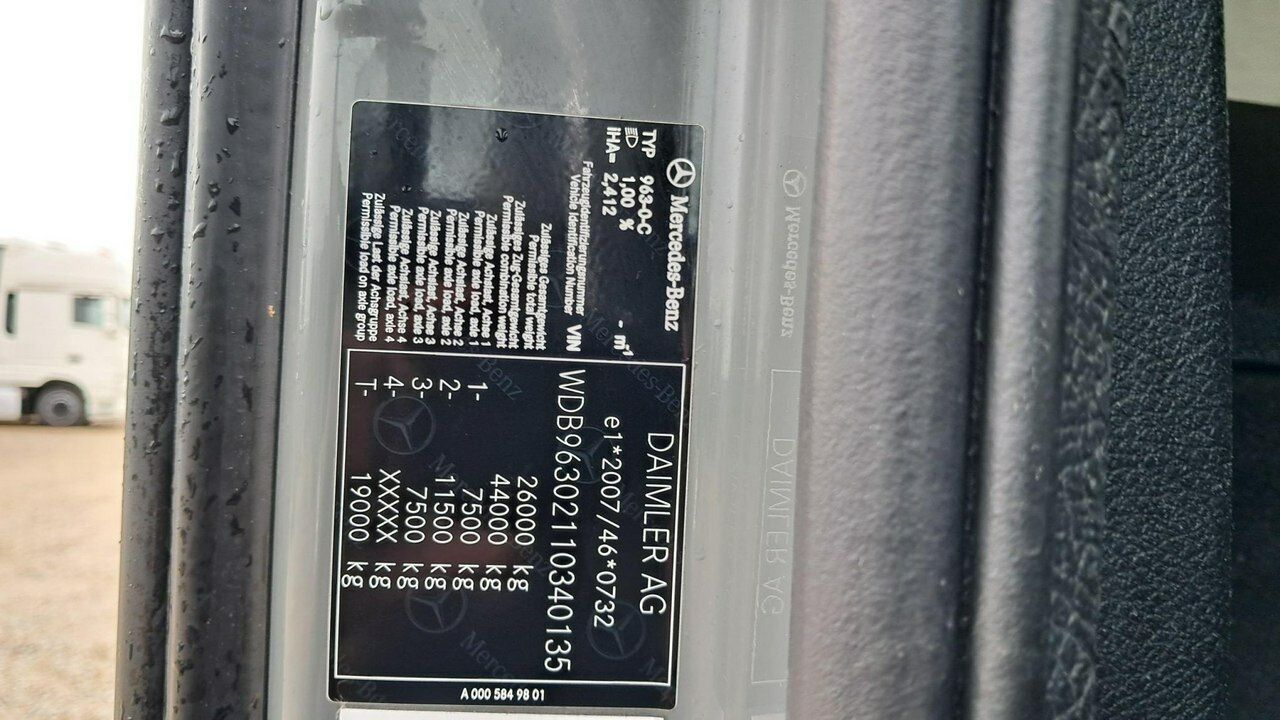 Mercedes-Benz
TYP 963-0-C
1,00 % - m-1
IHA= 2,412
DAIMLER AG
e1*2007/46*0732
Fahrzeugidentifizierungsnummer
Vehicle Identification Number VIN WDB9630211 0340135
Zulässiges Gesamtgewicht
Permissible total weight 26000 kg
Zulässiges Zug-Gesamtgewicht
Permissible combination weight 44000 kg
Zulässige Achslast, Achse 1
Permissible axle load, axle 1 1- 7500 kg
Zulässige Achslast, Achse 2
Permissible axle load, axle 2 2- 11500 kg
Zulässige Achslast, Achse 3
Permissible axle load, axle 3 3- 7500 kg
Zulässige Achslast, Achse 4
Permissible axle load, axle 4 4- XXXXX kg
Zulässige Last der Achsgruppe
Permissible load on axle group T- 19000 kg
A 000 584 98 01